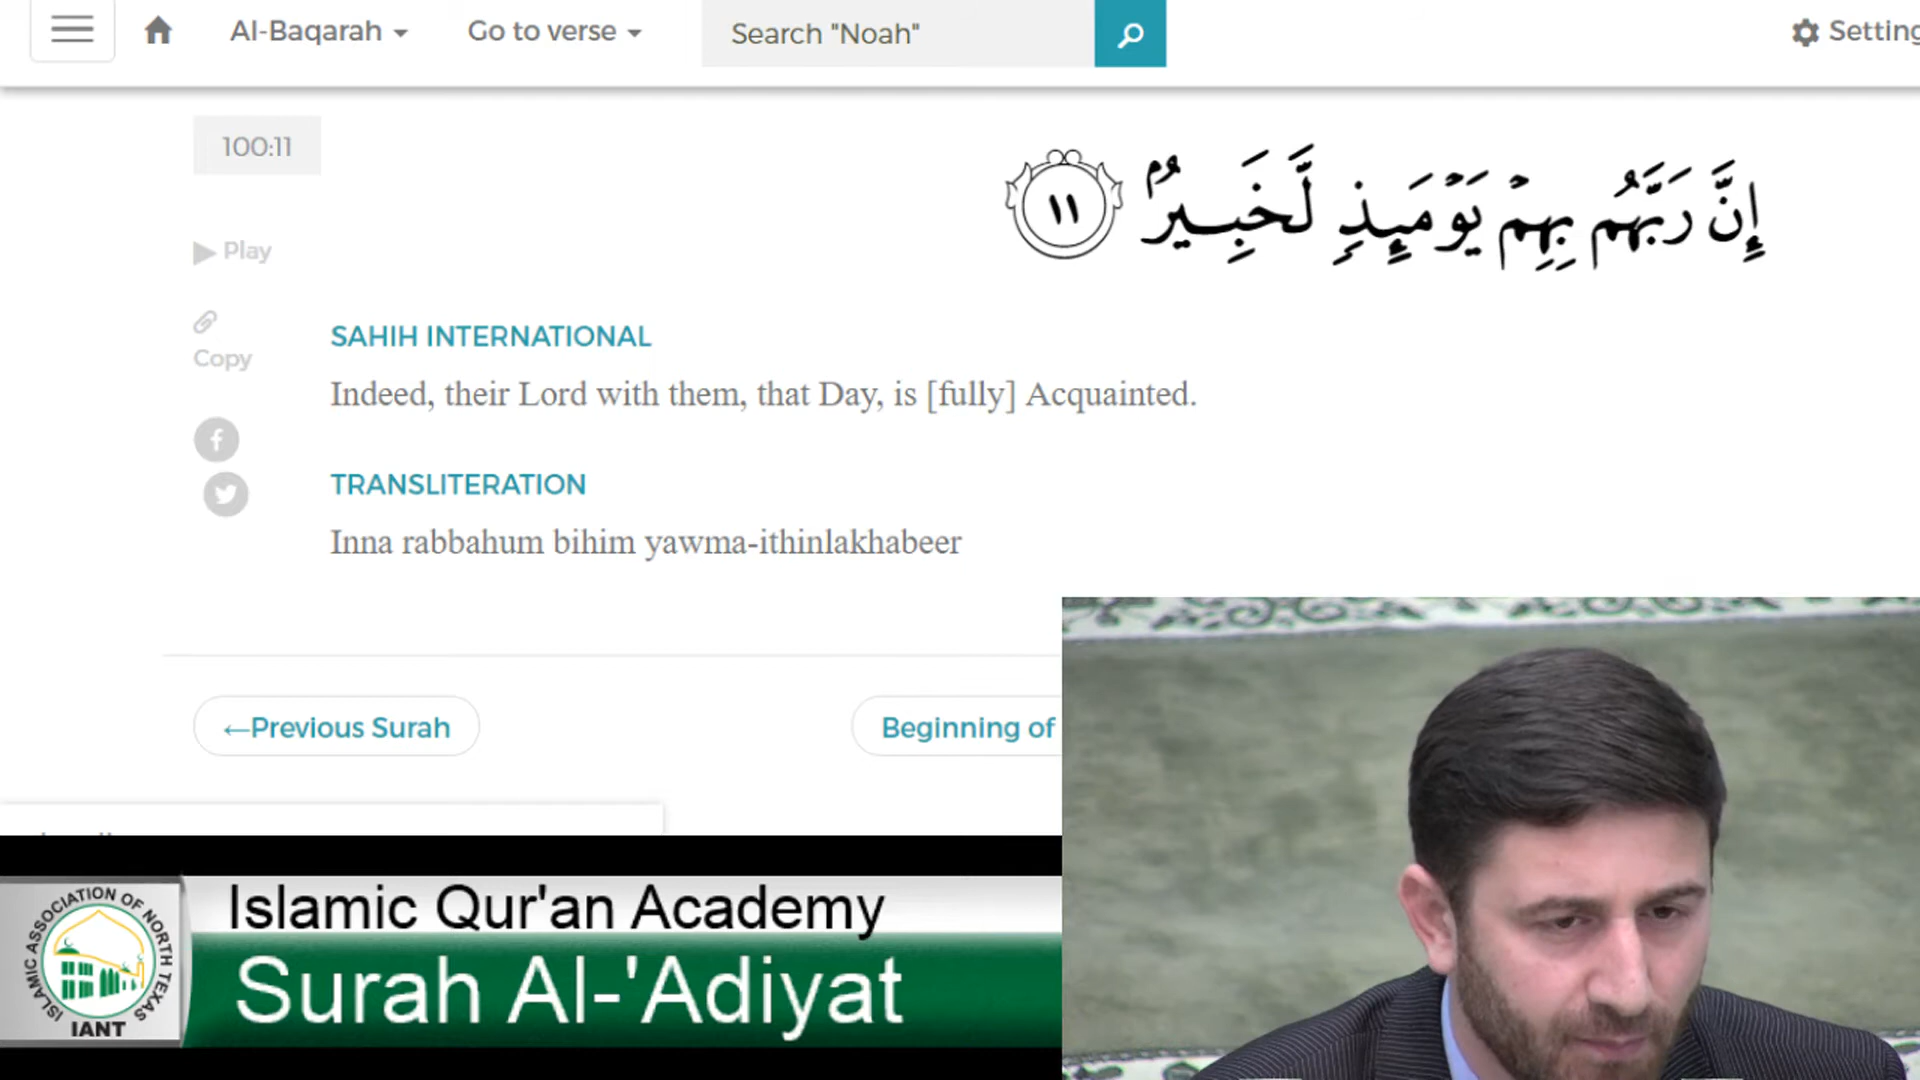 Al-Baqarah
Go to verse
Search "Noah"
Setting
100:11
إِنَّ رَبَّهُم بِهِمْ يَوْمَئِذٍ لَّخَبِيرٌۢ ١١
Play
Copy
SAHIH INTERNATIONAL
Indeed, their Lord with them, that Day, is [fully] Acquainted.
TRANSLITERATION
Inna rabbahum bihim yawma-ithinlakhabeer
←Previous Surah
Beginning of
ISLAMIC ASSOCIATION OF NORTH TEXAS
IANT
Islamic Qur'an Academy
Surah Al-'Adiyat